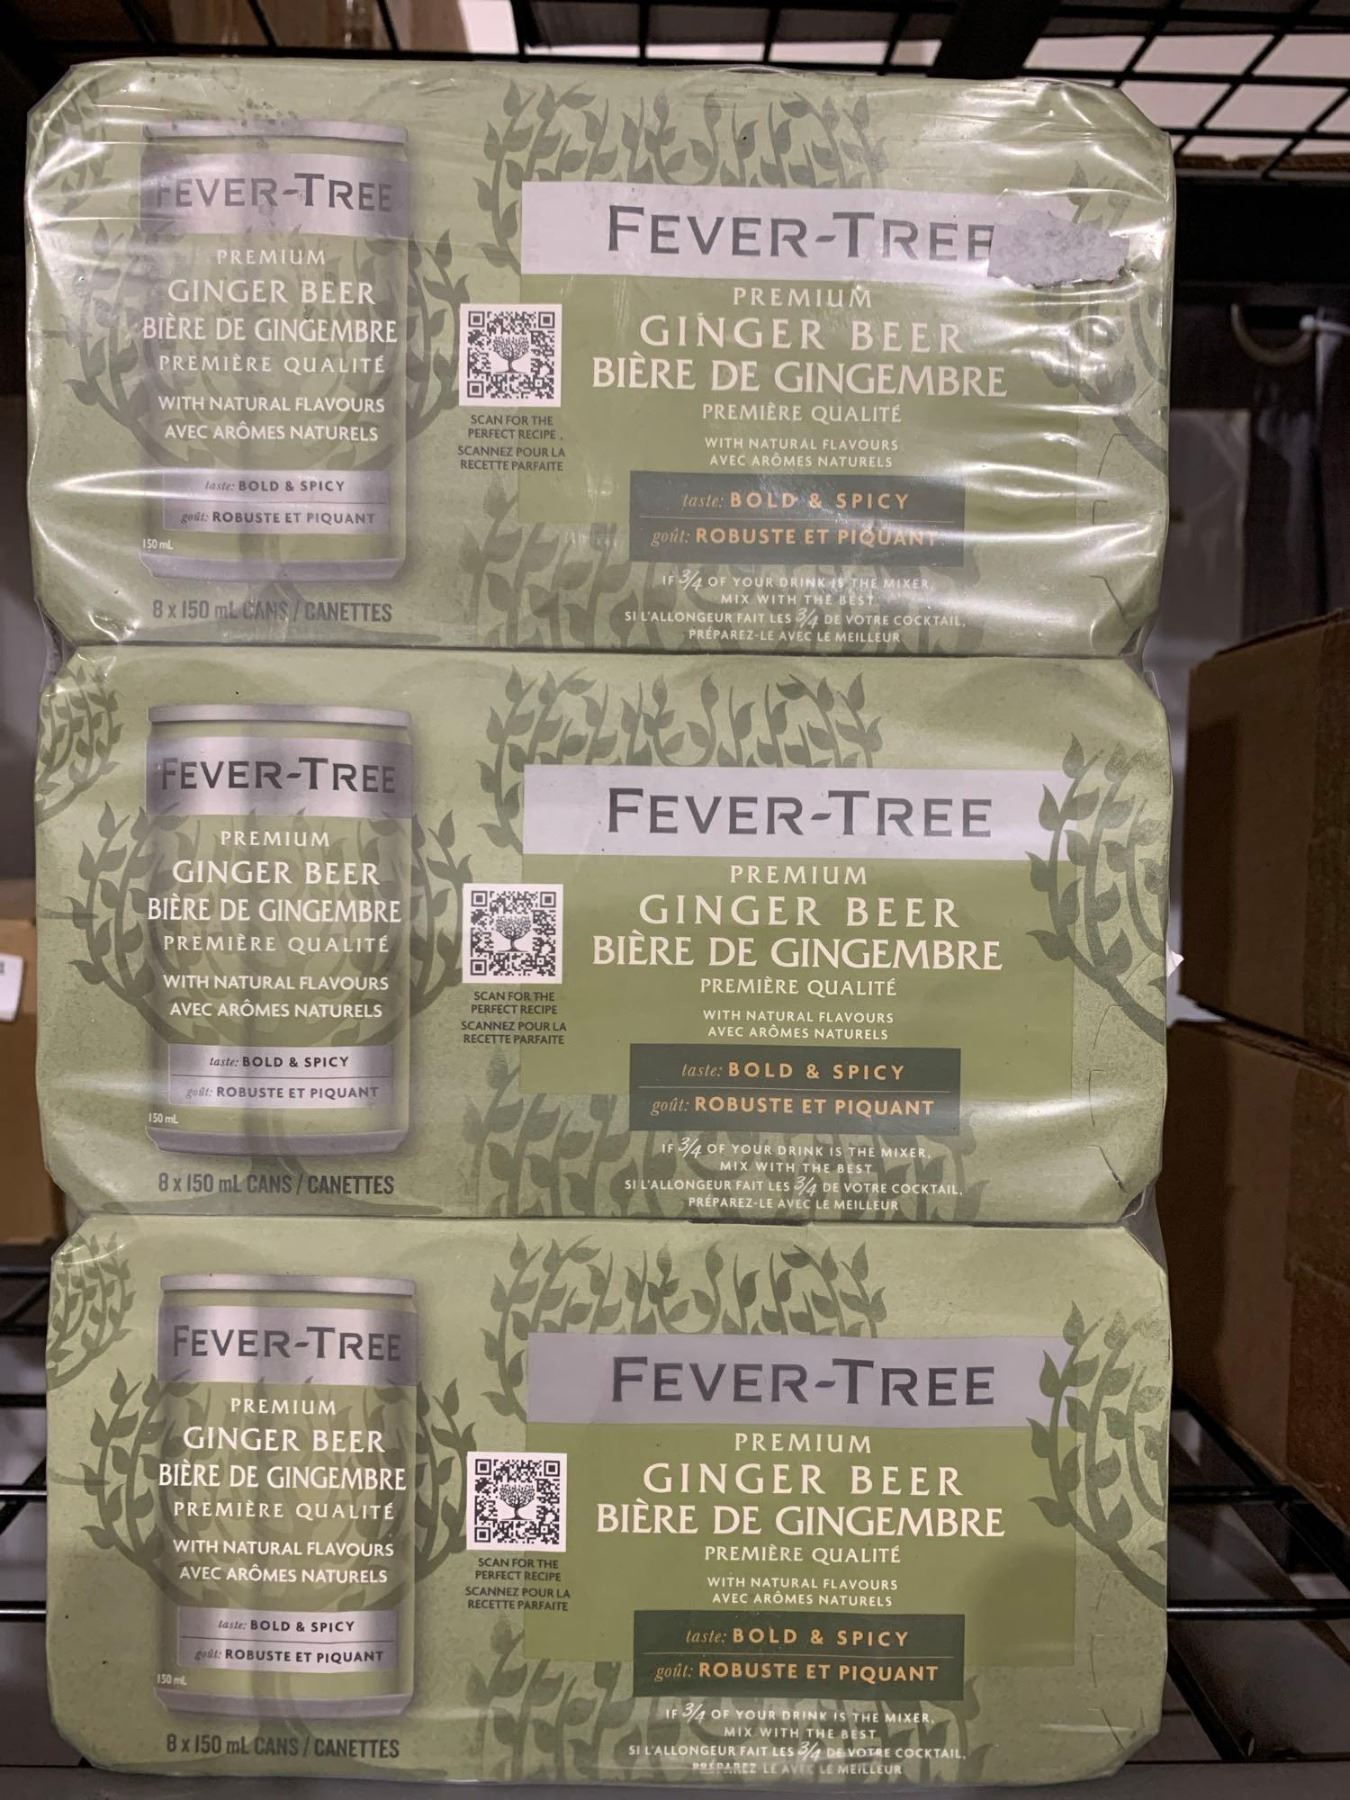 FEVER-TREE
PREMIUM
GINGER BEER
BIÈRE DE GINGEMBRE
PREMIÈRE QUALITÉ
WITH NATURAL FLAVOURS
AVEC ARÔMES NATURELS
taste: BOLD & SPICY
goût: ROBUSTE ET PIQUANT
150 mL
8 x 150 mL CANS / CANETTES
SCAN FOR THE
PERFECT RECIPE
SCANNEZ POUR LA
RECETTE PARFAITE
FEVER-TREE
PREMIUM
GINGER BEER
BIÈRE DE GINGEMBRE
PREMIÈRE QUALITÉ
WITH NATURAL FLAVOURS
AVEC ARÔMES NATURELS
taste: BOLD & SPICY
goût: ROBUSTE ET PIQUANT
IF 3/4 OF YOUR DRINK IS THE MIXER,
MIX WITH THE BEST
SI L'ALLONGEUR FAIT LES 3/4 DE VOTRE COCKTAIL,
PRÉPAREZ-LE AVEC LE MEILLEUR
FEVER-TREE
PREMIUM
GINGER BEER
BIÈRE DE GINGEMBRE
PREMIÈRE QUALITÉ
WITH NATURAL FLAVOURS
AVEC ARÔMES NATURELS
taste: BOLD & SPICY
goût: ROBUSTE ET PIQUANT
150 mL
8 x 150 mL CANS / CANETTES
SCAN FOR THE
PERFECT RECIPE
SCANNEZ POUR LA
RECETTE PARFAITE
FEVER-TREE
PREMIUM
GINGER BEER
BIÈRE DE GINGEMBRE
PREMIÈRE QUALITÉ
WITH NATURAL FLAVOURS
AVEC ARÔMES NATURELS
taste: BOLD & SPICY
goût: ROBUSTE ET PIQUANT
IF 3/4 OF YOUR DRINK IS THE MIXER,
MIX WITH THE BEST
SI L'ALLONGEUR FAIT LES 3/4 DE VOTRE COCKTAIL,
PRÉPAREZ-LE AVEC LE MEILLEUR
FEVER-TREE
PREMIUM
GINGER BEER
BIÈRE DE GINGEMBRE
PREMIÈRE QUALITÉ
WITH NATURAL FLAVOURS
AVEC ARÔMES NATURELS
taste: BOLD & SPICY
goût: ROBUSTE ET PIQUANT
150 mL
8 x 150 mL CANS / CANETTES
SCAN FOR THE
PERFECT RECIPE
SCANNEZ POUR LA
RECETTE PARFAITE
FEVER-TREE
PREMIUM
GINGER BEER
BIÈRE DE GINGEMBRE
PREMIÈRE QUALITÉ
WITH NATURAL FLAVOURS
AVEC ARÔMES NATURELS
taste: BOLD & SPICY
goût: ROBUSTE ET PIQUANT
IF 3/4 OF YOUR DRINK IS THE MIXER,
MIX WITH THE BEST
SI L'ALLONGEUR FAIT LES 3/4 DE VOTRE COCKTAIL,
PRÉPAREZ-LE AVEC LE MEILLEUR